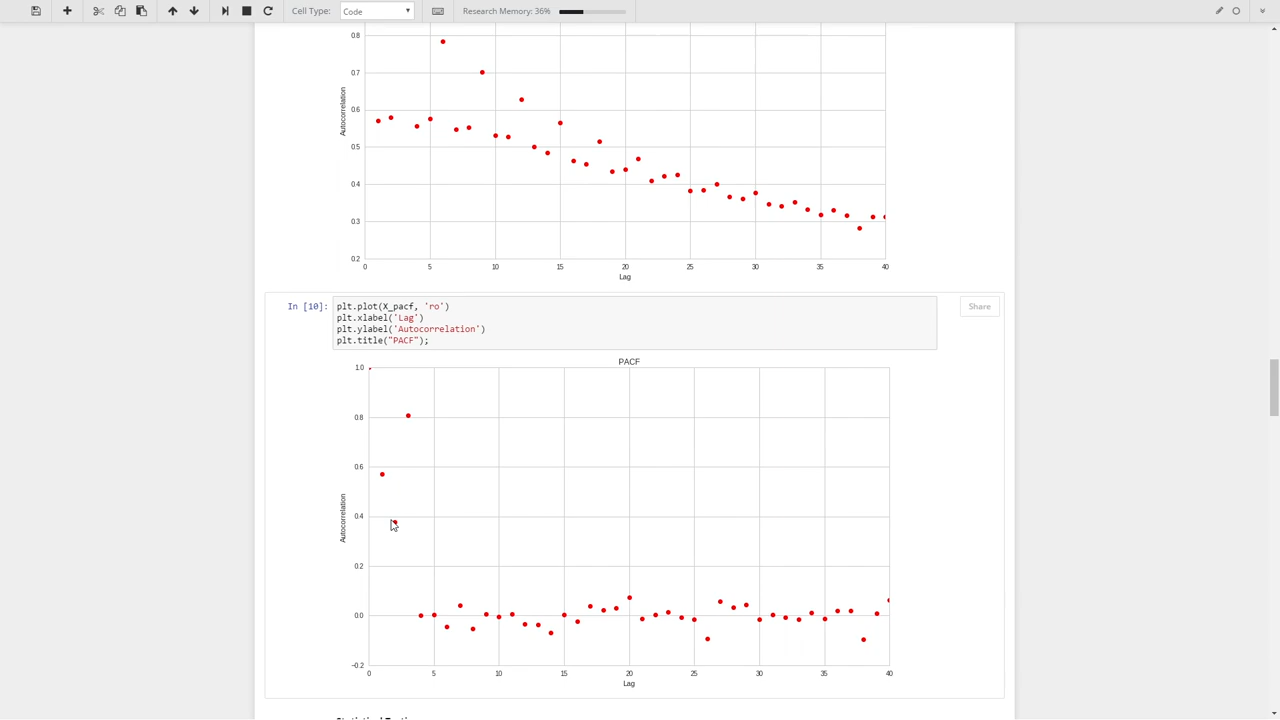 Cell Type: Code Research Memory: 36%
0.8
0.7
0.6
0.5
0.4
0.3
0.2
Autocorrelation
0 5 10 15 20 25 30 35 40
Lag
In [10]: plt.plot(X_pacf, 'ro')
plt.xlabel('Lag')
plt.ylabel('Autocorrelation')
plt.title("PACF");
Share
PACF
1.0
0.8
0.6
0.4
0.2
0.0
−0.2
Autocorrelation
0 5 10 15 20 25 30 35 40
Lag